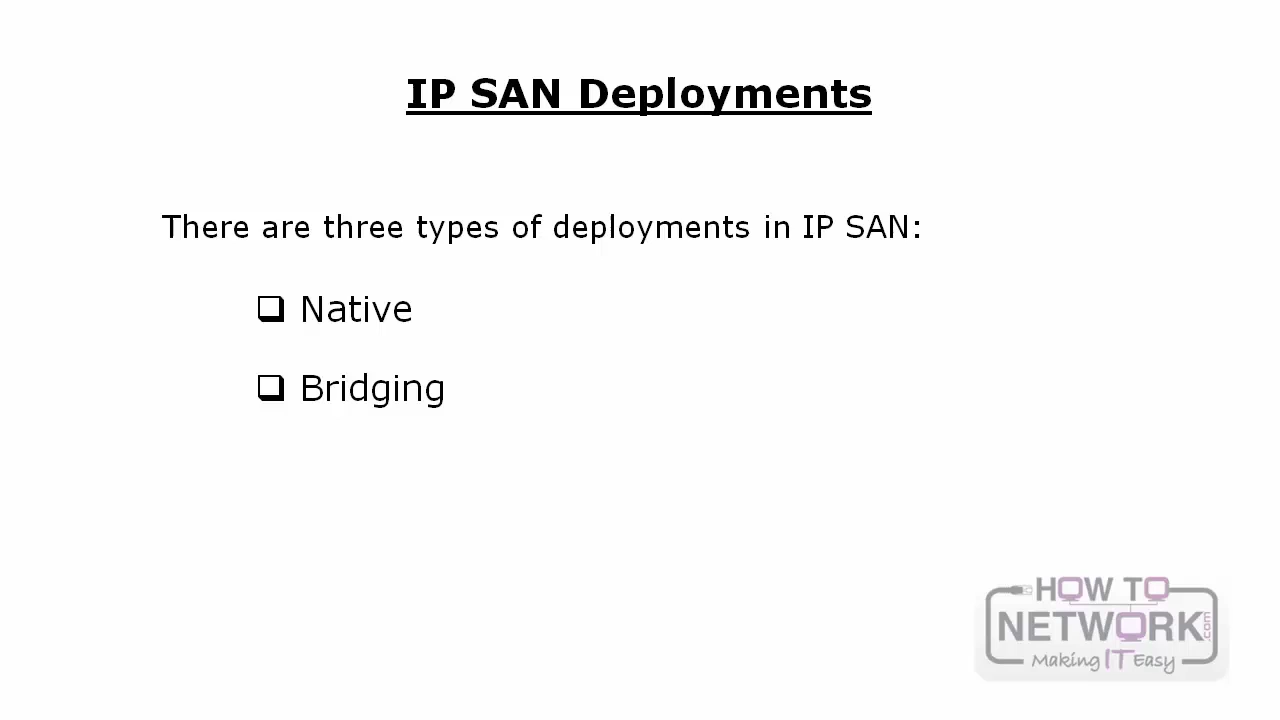 IP SAN Deployments
There are three types of deployments in IP SAN:
❑ Native
❑ Bridging
HOW TO
NETWORK.com
Making IT Easy